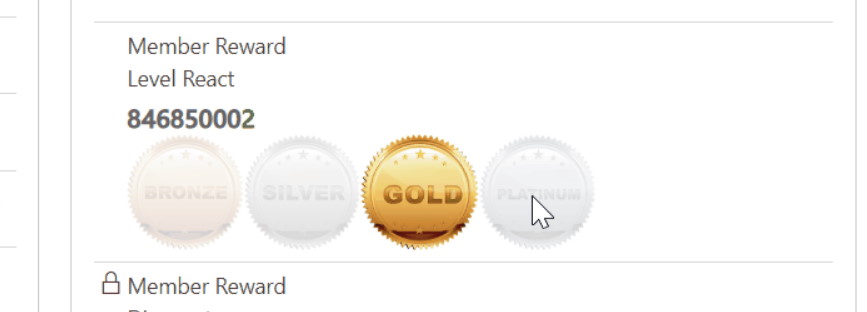 Member Reward
Level React
846850002
BRONZE SILVER GOLD PLATINUM
Member Reward